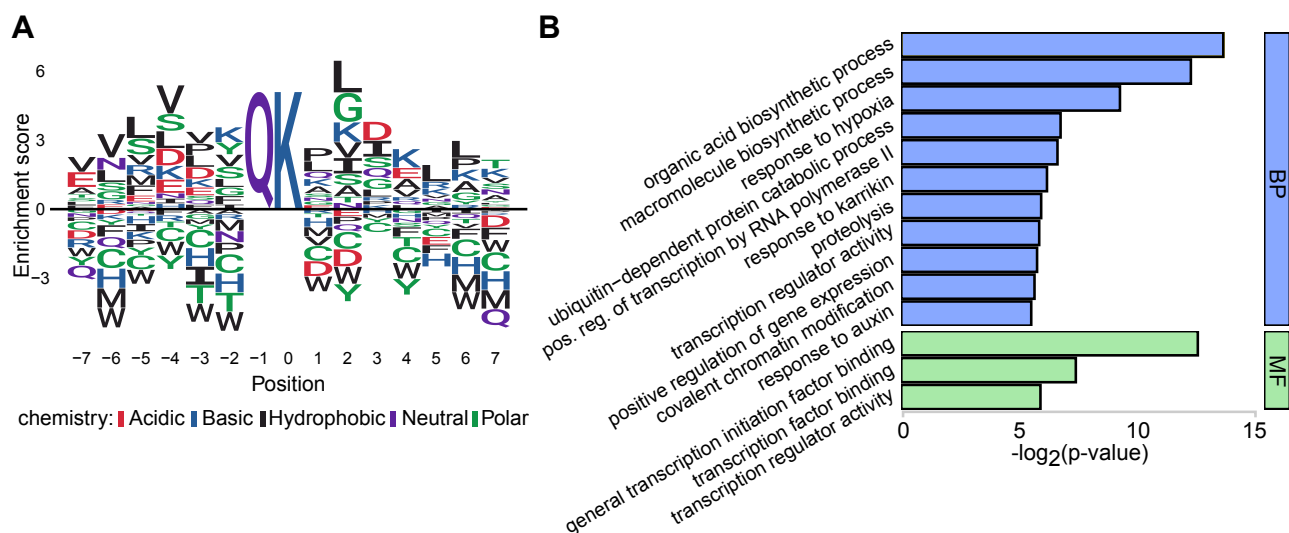 A
B
Enrichment score
6
3
0
−3
QK
−7 −6 −5 −4 −3 −2 −1 0 1 2 3 4 5 6 7
Position
chemistry: Acidic Basic Hydrophobic Neutral Polar
organic acid biosynthetic process
macromolecule biosynthetic process
response to hypoxia
ubiquitin−dependent protein catabolic process
pos. reg. of transcription by RNA polymerase II
response to karrikin
proteolysis
transcription regulator activity
positive regulation of gene expression
covalent chromatin modification
response to auxin
general transcription initiation factor binding
transcription factor binding
transcription regulator activity
BP
MF
0 5 10 15
-log2(p-value)